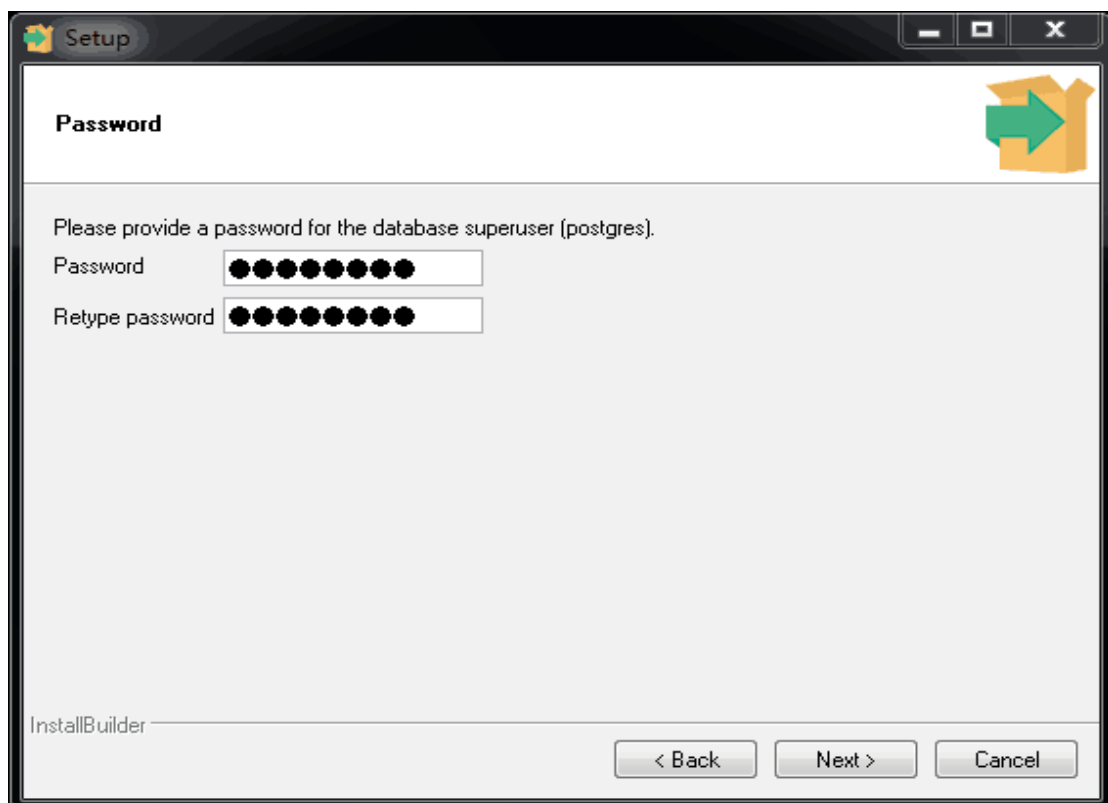 Setup
Password
Please provide a password for the database superuser (postgres).
Password ●●●●●●●●
Retype password ●●●●●●●●
InstallBuilder
< Back Next > Cancel